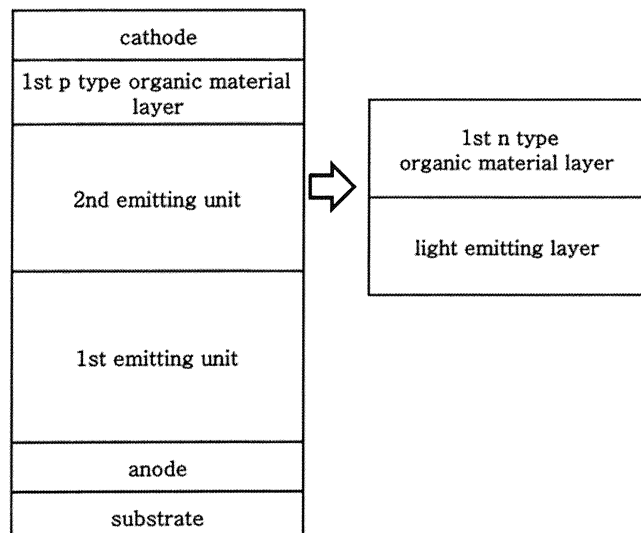 cathode
1st p type organic material
layer
2nd emitting unit
1st emitting unit
anode
substrate
1st n type
organic material layer
light emitting layer